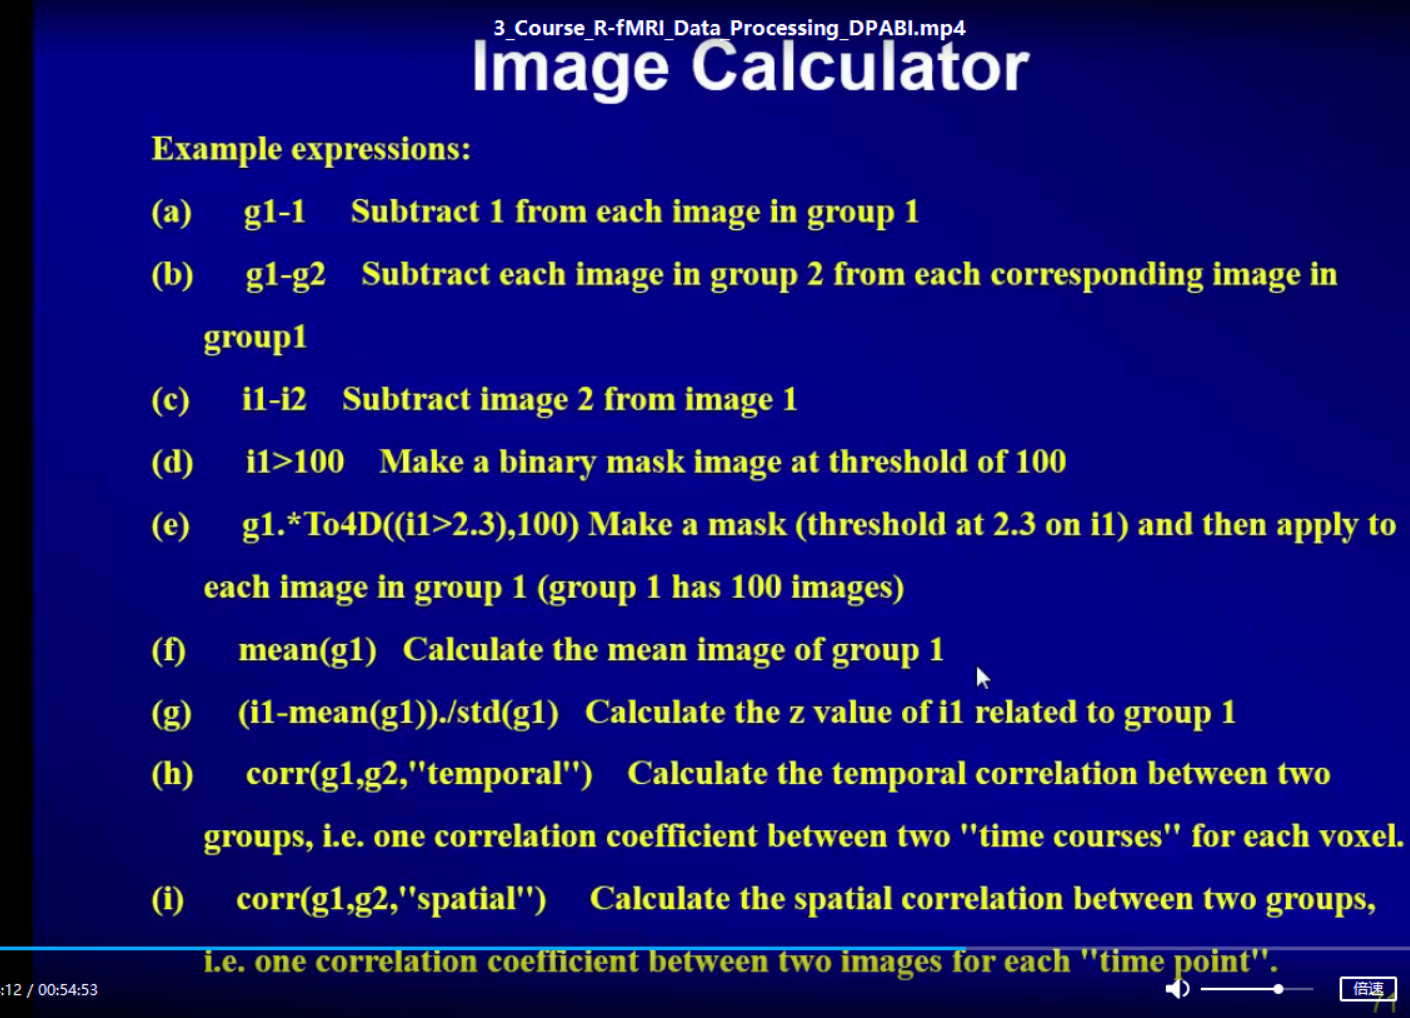 3_Course_R-fMRI_Data_Processing_DPABI.mp4
Image Calculator
Example expressions:
(a) g1-1 Subtract 1 from each image in group 1
(b) g1-g2 Subtract each image in group 2 from each corresponding image in
group1
(c) i1-i2 Subtract image 2 from image 1
(d) i1>100 Make a binary mask image at threshold of 100
(e) g1.*To4D((i1>2.3),100) Make a mask (threshold at 2.3 on i1) and then apply to
each image in group 1 (group 1 has 100 images)
(f) mean(g1) Calculate the mean image of group 1
(g) (i1-mean(g1))./std(g1) Calculate the z value of i1 related to group 1
(h) corr(g1,g2,"temporal") Calculate the temporal correlation between two
groups, i.e. one correlation coefficient between two "time courses" for each voxel.
(i) corr(g1,g2,"spatial") Calculate the spatial correlation between two groups,
i.e. one correlation coefficient between two images for each "time point".
:12 / 00:54:53
倍速
71